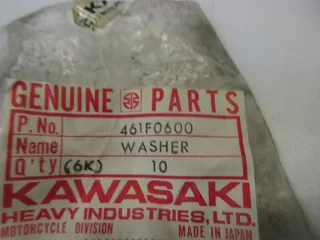 GENUINE PARTS
P. No. 461F0600
Name WASHER
Q'ty (6K) 10
KAWASAKI
HEAVY INDUSTRIES, LTD.
MOTORCYCLE DIVISION MADE IN JAPAN